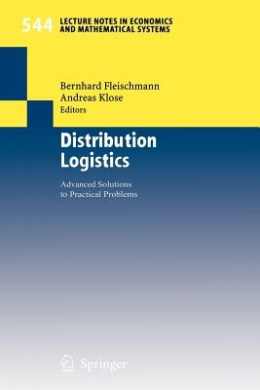 544
LECTURE NOTES IN ECONOMICS
AND MATHEMATICAL SYSTEMS
Bernhard Fleischmann
Andreas Klose
Editors
Distribution
Logistics
Advanced Solutions
to Practical Problems
Springer